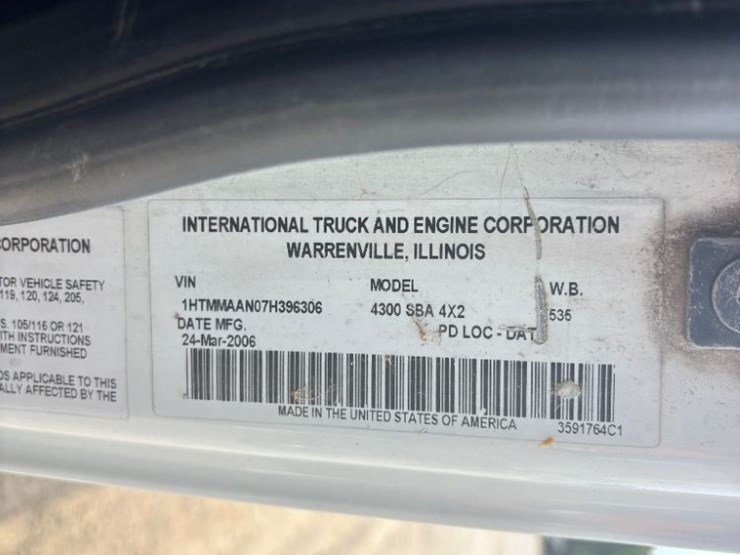 ORPORATION
TOR VEHICLE SAFETY
119, 120, 124, 205,
S. 105/116 OR 121
ITH INSTRUCTIONS
MENT FURNISHED
DS APPLICABLE TO THIS
ALLY AFFECTED BY THE
INTERNATIONAL TRUCK AND ENGINE CORPORATION
WARRENVILLE, ILLINOIS
VIN MODEL W.B.
1HTMMAAN07H396306 4300 SBA 4X2 535
DATE MFG. PD LOC - DAT
24-Mar-2006
MADE IN THE UNITED STATES OF AMERICA 3591764C1